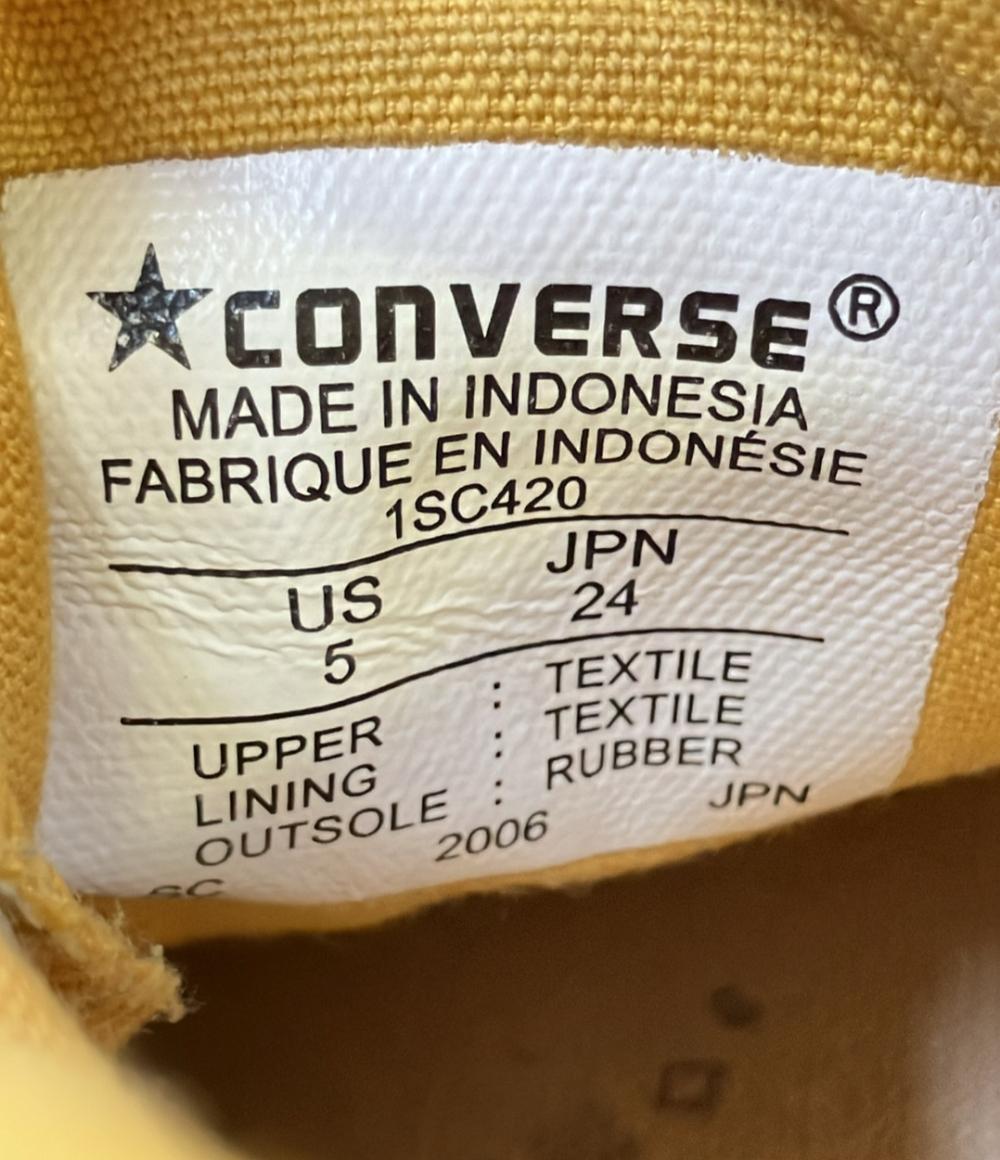 ★CONVERSE®
MADE IN INDONESIA
FABRIQUE EN INDONÉSIE
1SC420
US JPN
5 24
UPPER : TEXTILE
LINING : TEXTILE
OUTSOLE : RUBBER
SC 2006 JPN